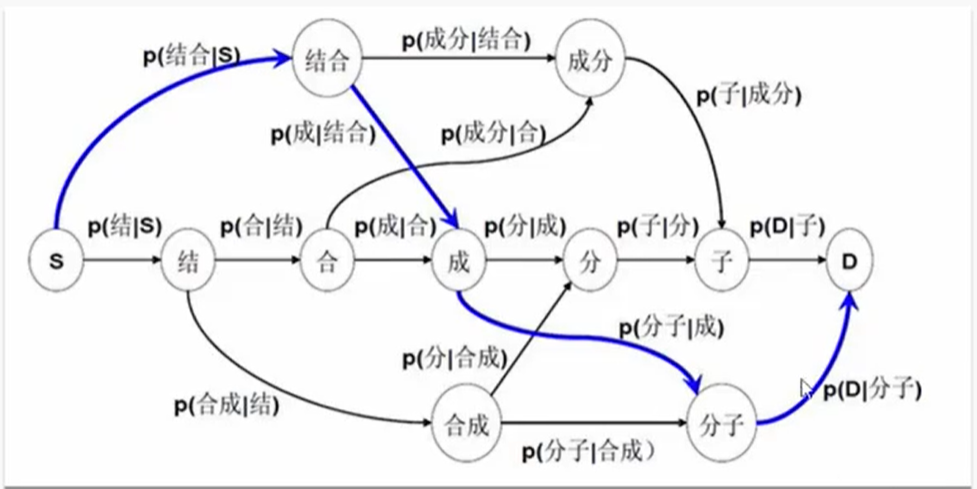 p(结合|S)
结合
p(成分|结合)
成分
p(子|成分)
p(成|结合)
p(成分|合)
p(结|S)
p(合|结)
p(成|合)
p(分|成)
p(子|分)
p(D|子)
S
结
合
成
分
子
D
p(分子|成)
p(分|合成)
p(合成|结)
p(D|分子)
合成
分子
p(分子|合成）